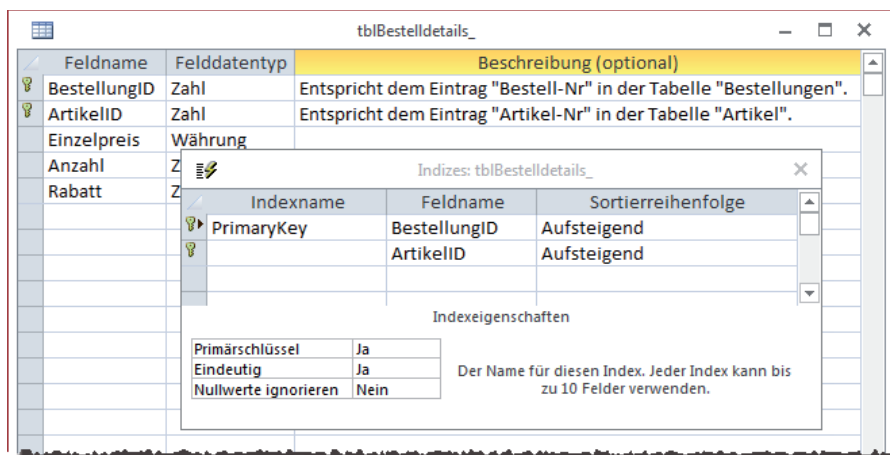 tblBestelldetails_
Feldname Felddatentyp Beschreibung (optional)
BestellungID Zahl Entspricht dem Eintrag "Bestell-Nr" in der Tabelle "Bestellungen".
ArtikelID Zahl Entspricht dem Eintrag "Artikel-Nr" in der Tabelle "Artikel".
Einzelpreis Währung
Anzahl Z
Rabatt Z
Indizes: tblBestelldetails_
Indexname Feldname Sortierreihenfolge
PrimaryKey BestellungID Aufsteigend
ArtikelID Aufsteigend
Indexeigenschaften
Primärschlüssel Ja
Eindeutig Ja
Nullwerte ignorieren Nein
Der Name für diesen Index. Jeder Index kann bis
zu 10 Felder verwenden.